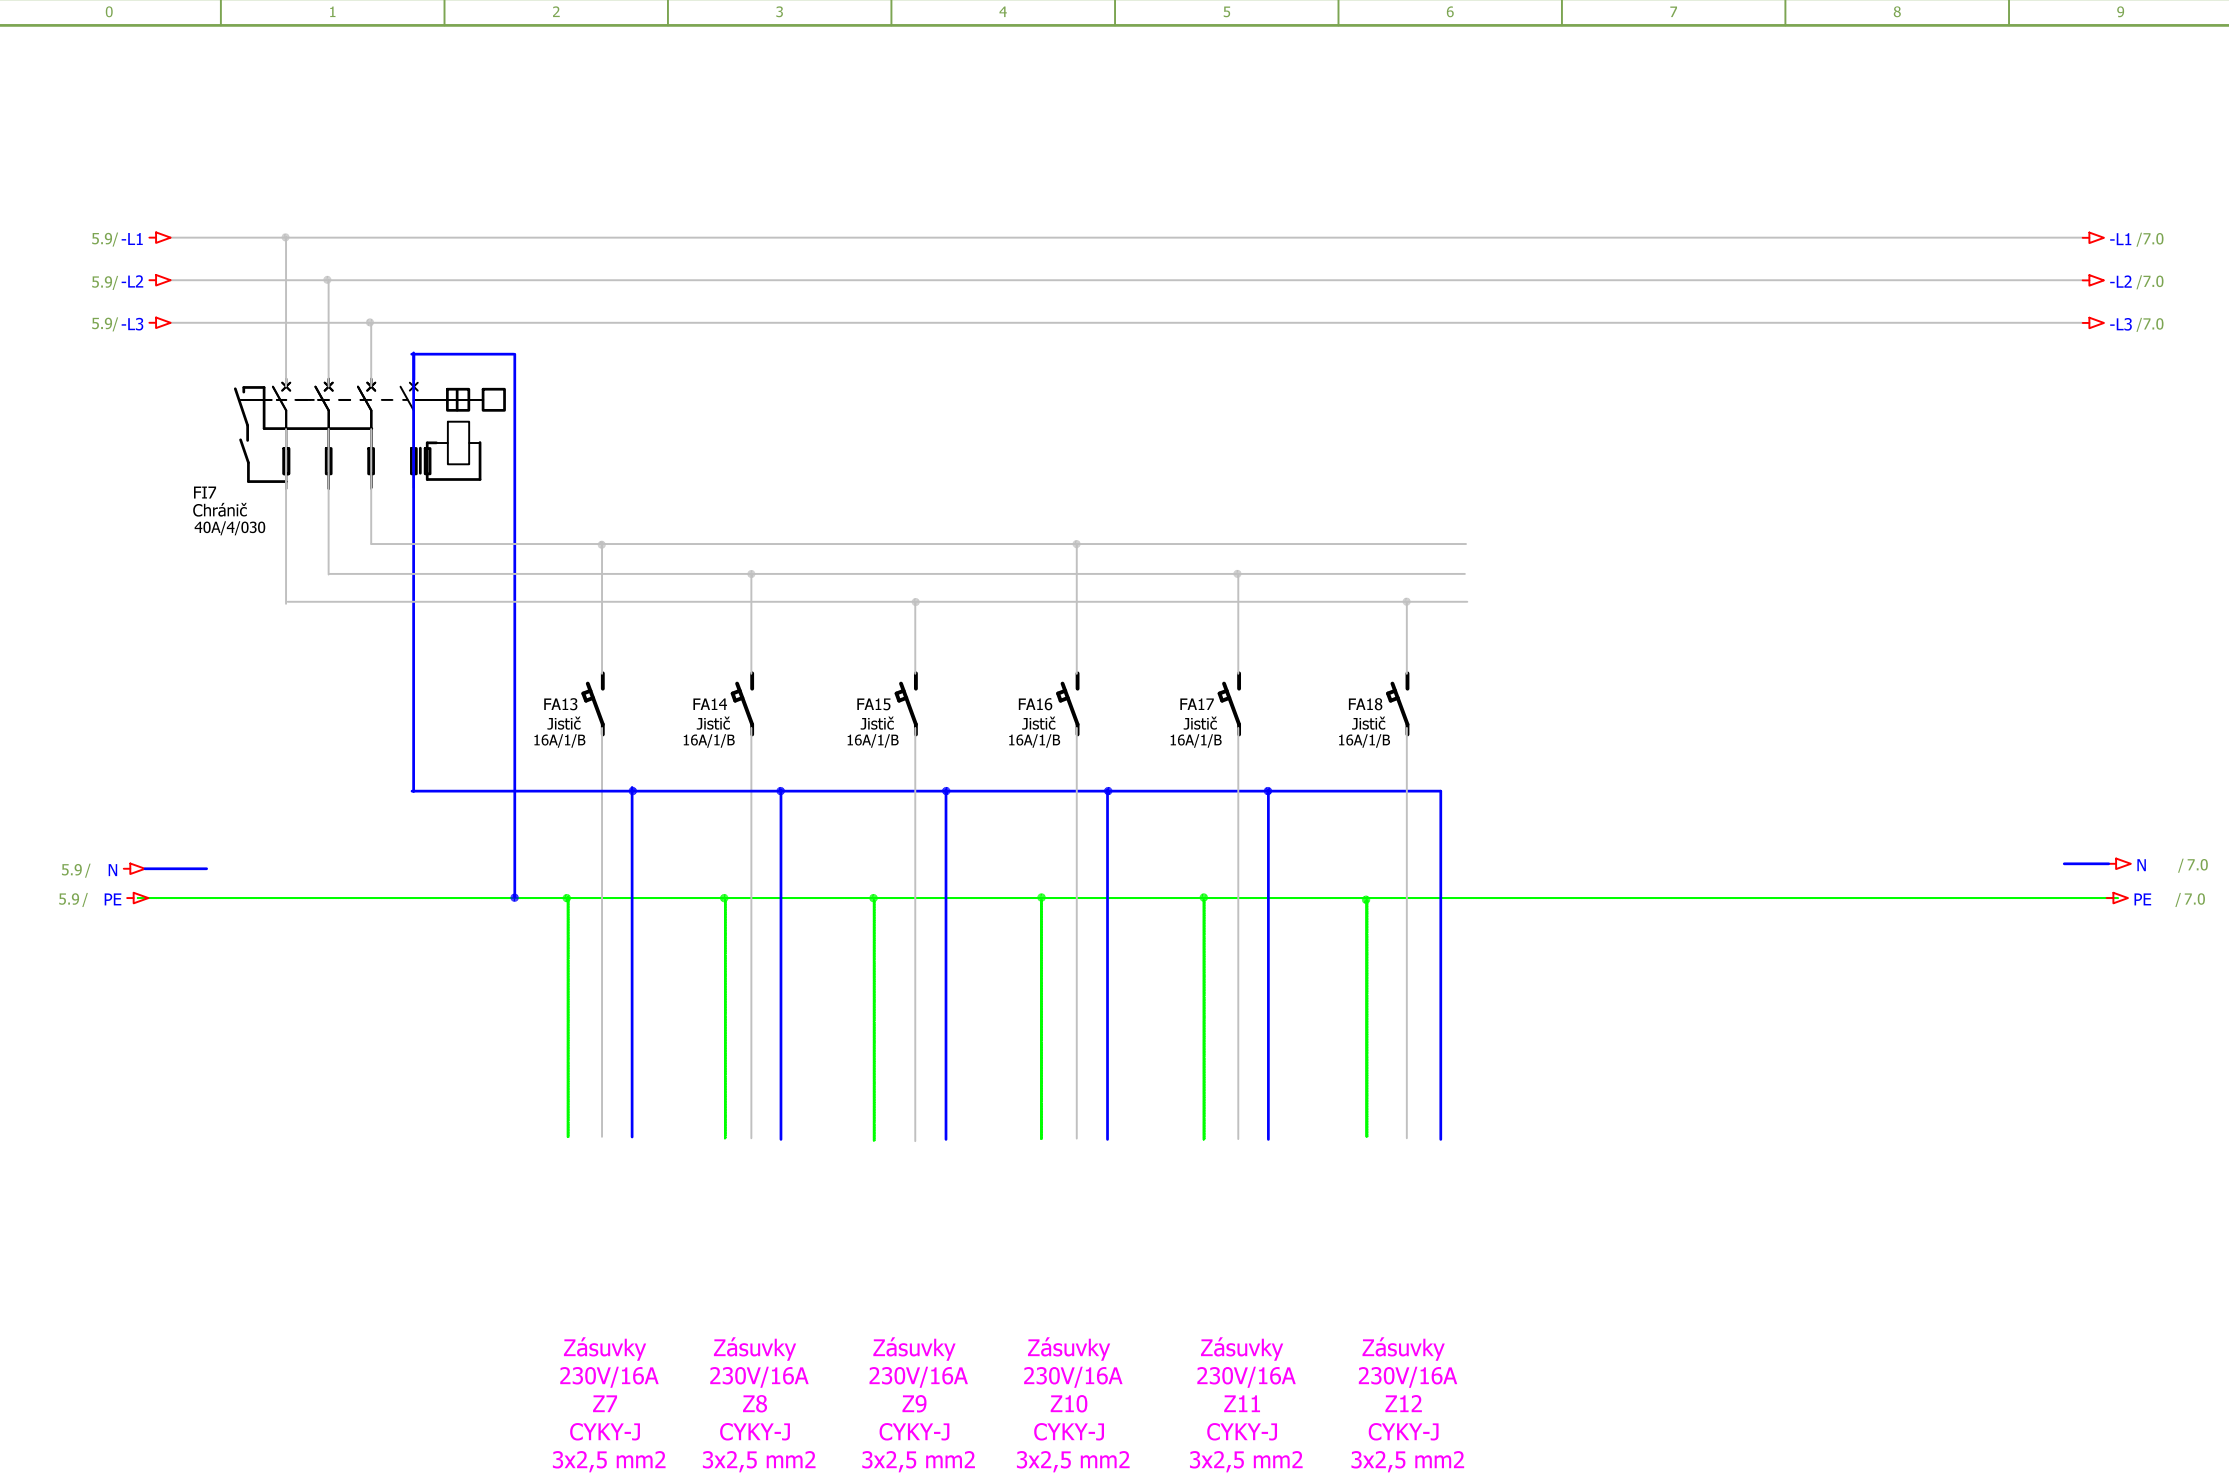 0 1 2 3 4 5 6 7 8 9
5.9/ -L1 -L1 /7.0
5.9/ -L2 -L2 /7.0
5.9/ -L3 -L3 /7.0
FI7
Chránič
40A/4/030
FA13 FA14 FA15 FA16 FA17 FA18
Jistič Jistič Jistič Jistič Jistič Jistič
16A/1/B 16A/1/B 16A/1/B 16A/1/B 16A/1/B 16A/1/B
5.9/ N N /7.0
5.9/ PE PE /7.0
Zásuvky Zásuvky Zásuvky Zásuvky Zásuvky Zásuvky
230V/16A 230V/16A 230V/16A 230V/16A 230V/16A 230V/16A
Z7 Z8 Z9 Z10 Z11 Z12
CYKY-J CYKY-J CYKY-J CYKY-J CYKY-J CYKY-J
3x2,5 mm2 3x2,5 mm2 3x2,5 mm2 3x2,5 mm2 3x2,5 mm2 3x2,5 mm2